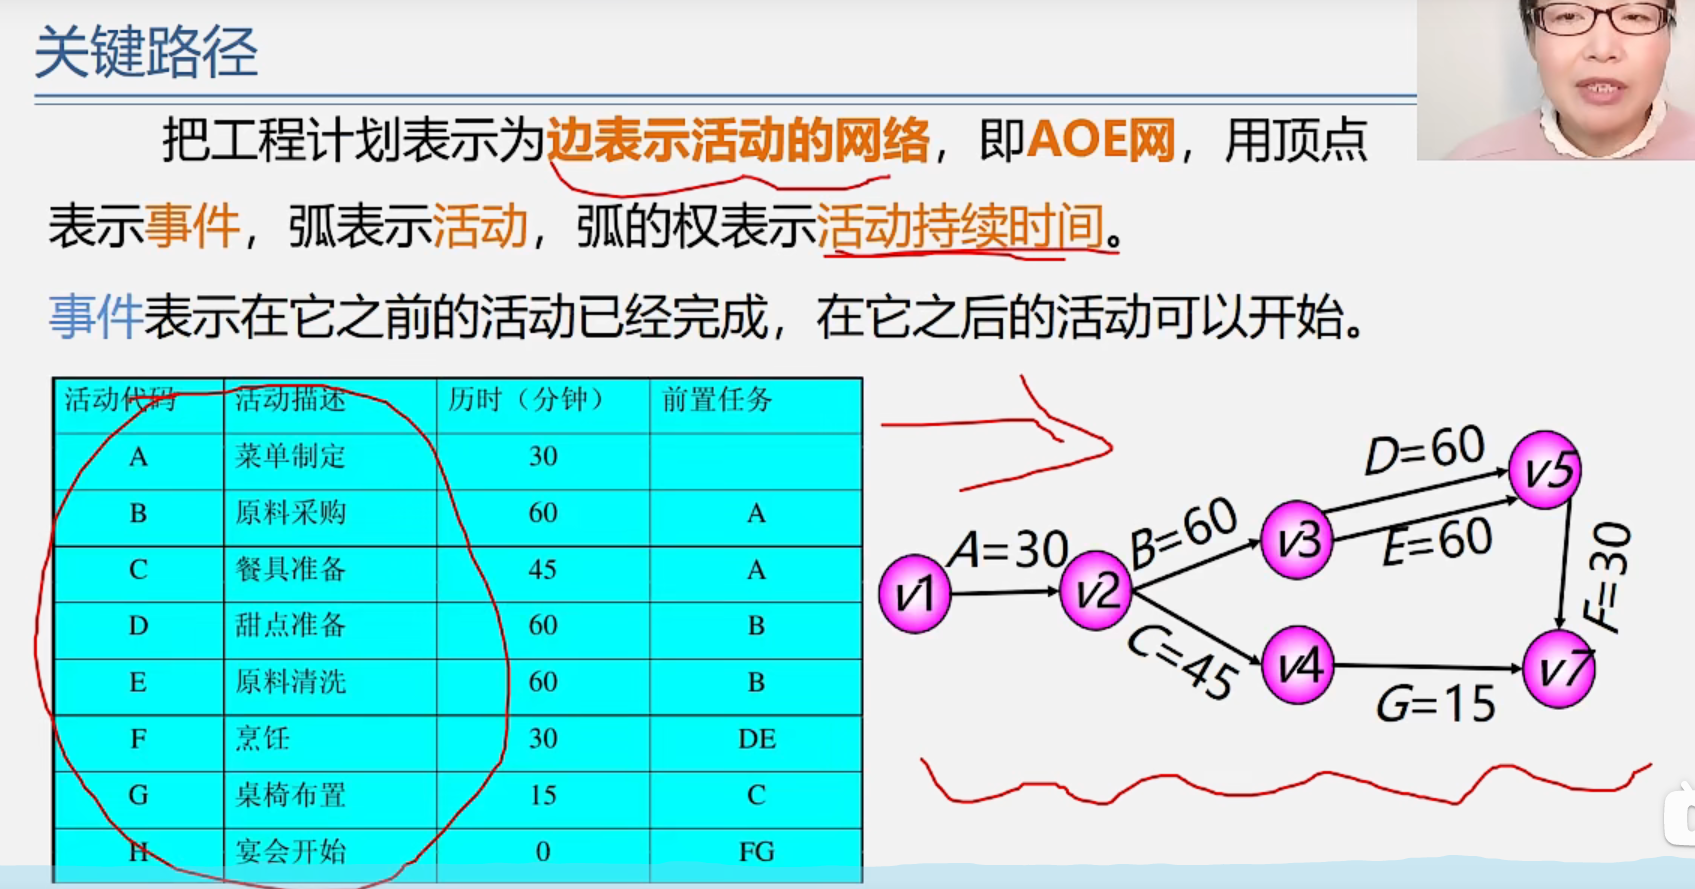 关键路径
把工程计划表示为边表示活动的网络，即AOE网，用顶点
表示事件，弧表示活动，弧的权表示活动持续时间。
事件表示在它之前的活动已经完成，在它之后的活动可以开始。
活动代码 活动描述 历时（分钟） 前置任务
A 菜单制定 30
B 原料采购 60 A
C 餐具准备 45 A
D 甜点准备 60 B
E 原料清洗 60 B
F 烹饪 30 DE
G 桌椅布置 15 C
H 宴会开始 0 FG
D=60
v5
B=60
v3
E=60
A=30
F=30
v1
v2
C=45
v4
v7
G=15